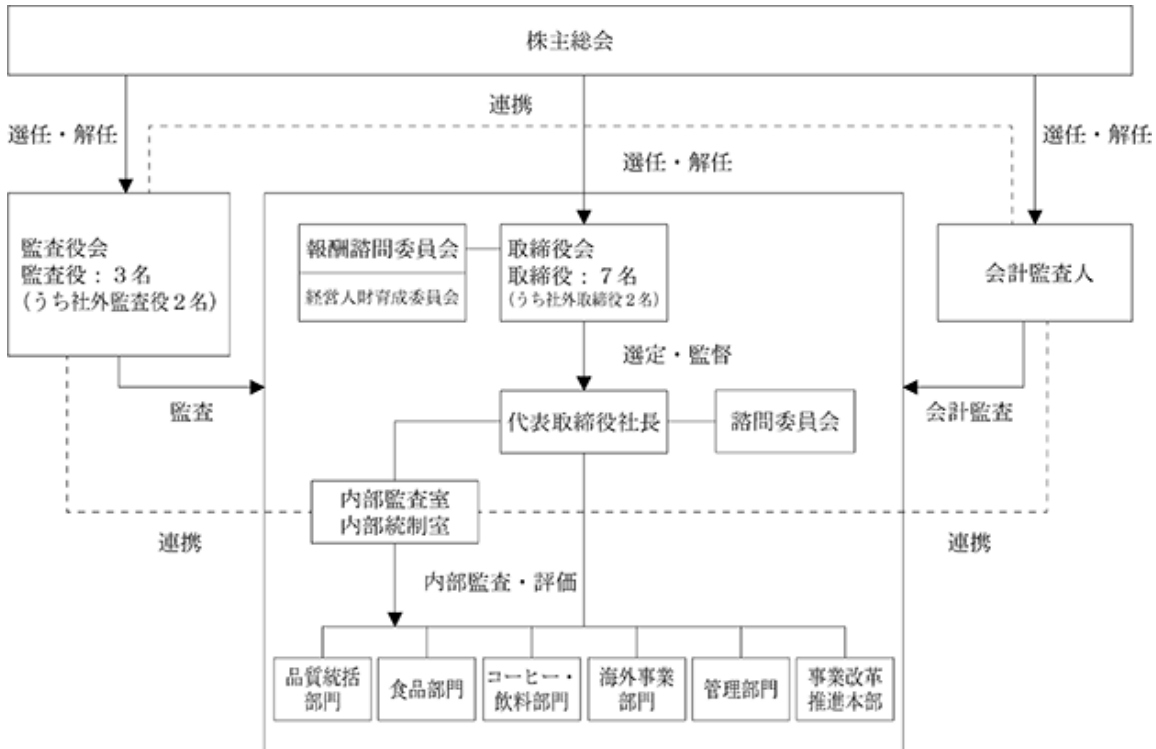 株主総会
連携
選任・解任
選任・解任
選任・解任
監査役会
監査役：3名
(うち社外監査役2名)
報酬諮問委員会
経営人財育成委員会
取締役会
取締役：7名
(うち社外取締役2名)
会計監査人
選定・監督
監査
代表取締役社長
諮問委員会
会計監査
内部監査室
内部統制室
連携
連携
内部監査・評価
品質統括
部門
食品部門
コーヒー・
飲料部門
海外事業
部門
管理部門
事業改革
推進本部